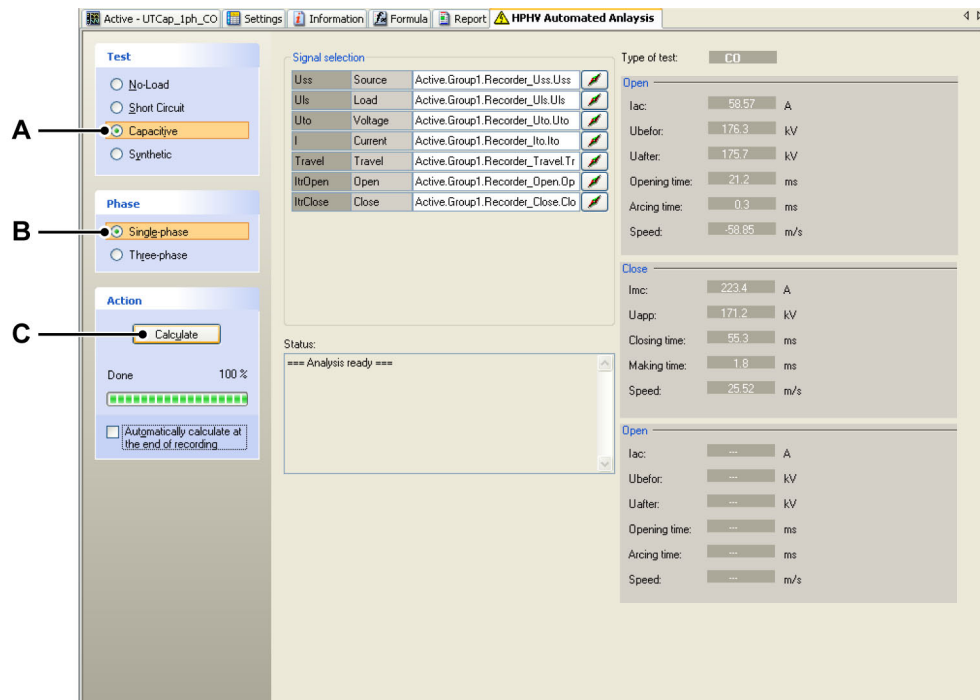 Active - UTCap_1ph_CO Settings Information Formula Report HPHV Automated Anlaysis
Test
No-Load
Short Circuit
A
Capacitive
Synthetic
Phase
B
Single-phase
Three-phase
Action
C
Calculate
Done 100 %
Automatically calculate at
the end of recording
Signal selection
Uss Source Active.Group1.Recorder_Uss.Uss
Uls Load Active.Group1.Recorder_Uls.Uls
Uto Voltage Active.Group1.Recorder_Uto.Uto
I Current Active.Group1.Recorder_Ito.Ito
Travel Travel Active.Group1.Recorder_Travel.Tr
ItrOpen Open Active.Group1.Recorder_Open.Op
ItrClose Close Active.Group1.Recorder_Close.Clo
Status:
=== Analysis ready ===
Type of test: CO
Open
Iac: 58.57 A
Ubefor: 176.3 kV
Uafter: 175.7 kV
Opening time: 21.2 ms
Arcing time: 0.3 ms
Speed: -58.85 m/s
Close
Imc: 223.4 A
Uapp: 171.2 kV
Closing time: 55.3 ms
Making time: 1.8 ms
Speed: 25.52 m/s
Open
Iac: --- A
Ubefor: --- kV
Uafter: --- kV
Opening time: --- ms
Arcing time: --- ms
Speed: --- m/s